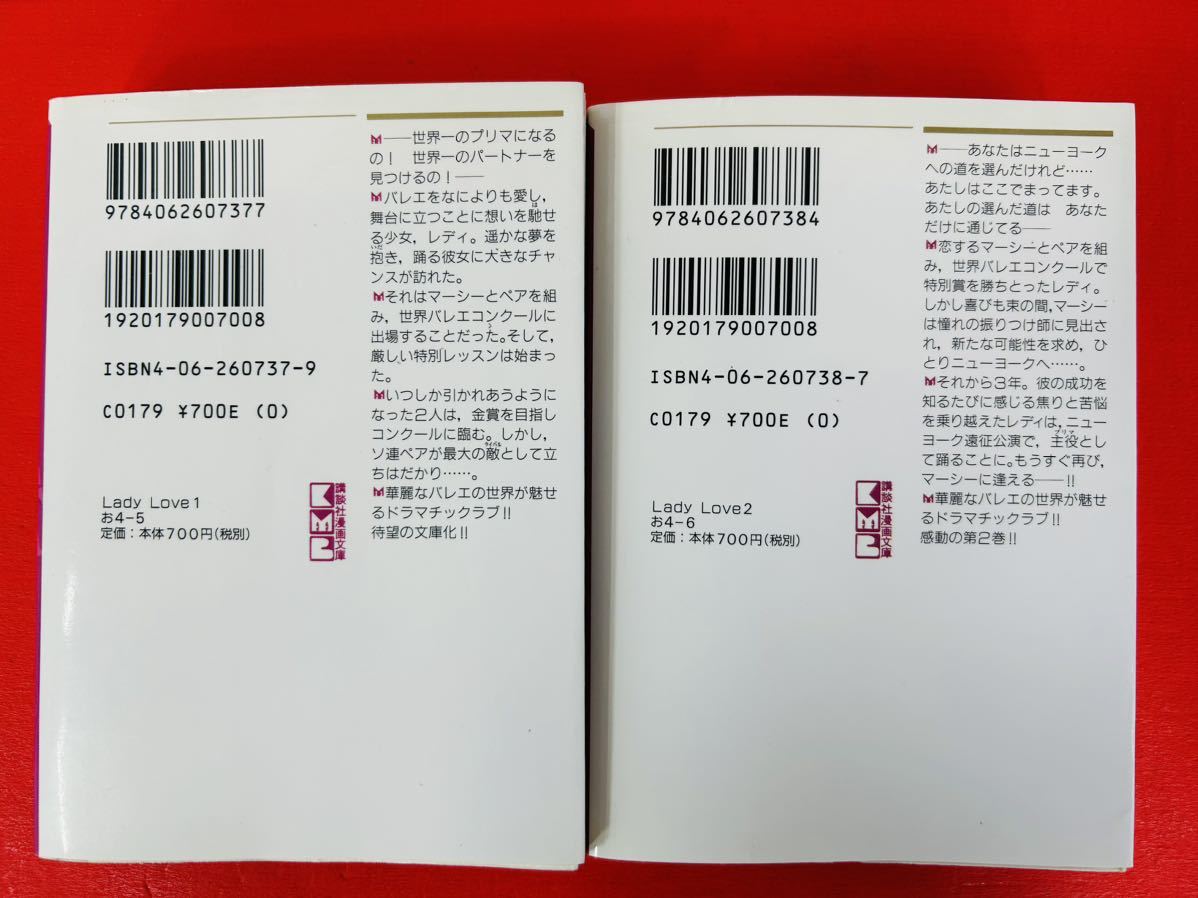 9784062607377
1920179007008
ISBN4-06-260737-9
C0179 ¥700E (0)
Lady Love 1
お4-5
定価:本体700円(税別)
講談社漫画文庫
KMB
――世界一のプリマになる
の! 世界一のパートナーを
見つけるの!――
バレエをなによりも愛し,
舞台に立つことに想いを馳せ
る少女, レディ。遥かな夢を
抱き, 踊る彼女に大きなチャ
ンスが訪れた。
それはマーシーとペアを組
み, 世界バレエコンクールに
出場することだった。そして,
厳しい特別レッスンは始まっ
た。
いつしか引かれあうように
なった2人は, 金賞を目指し
コンクールに臨む。しかし,
ソ連ペアが最大の敵として立
ちはだかり……。
華麗なバレエの世界が魅せ
るドラマチックラブ!!
待望の文庫化!!
9784062607384
1920179007008
ISBN4-06-260738-7
C0179 ¥700E (0)
Lady Love 2
お4-6
定価:本体700円(税別)
講談社漫画文庫
KMB
――あなたはニューヨーク
への道を選んだけれど……
あたしはここでまってます。
あたしの選んだ道は あなた
だけに通じてる――
恋するマーシーとペアを組
み, 世界バレエコンクールで
特別賞を勝ちとったレディ。
しかし喜びも束の間, マーシー
は憧れの振りつけ師に見出さ
れ, 新たな可能性を求め, ひ
とりニューヨークへ……。
それから3年。彼の成功を
知るたびに感じる焦りと苦悩
を乗り越えたレディは, ニュー
ヨーク遠征公演で, 主役として
て踊ることに。もうすぐ再び,
マーシーに逢える――!!
華麗なバレエの世界が魅せ
るドラマチックラブ!!
感動の第2巻!!